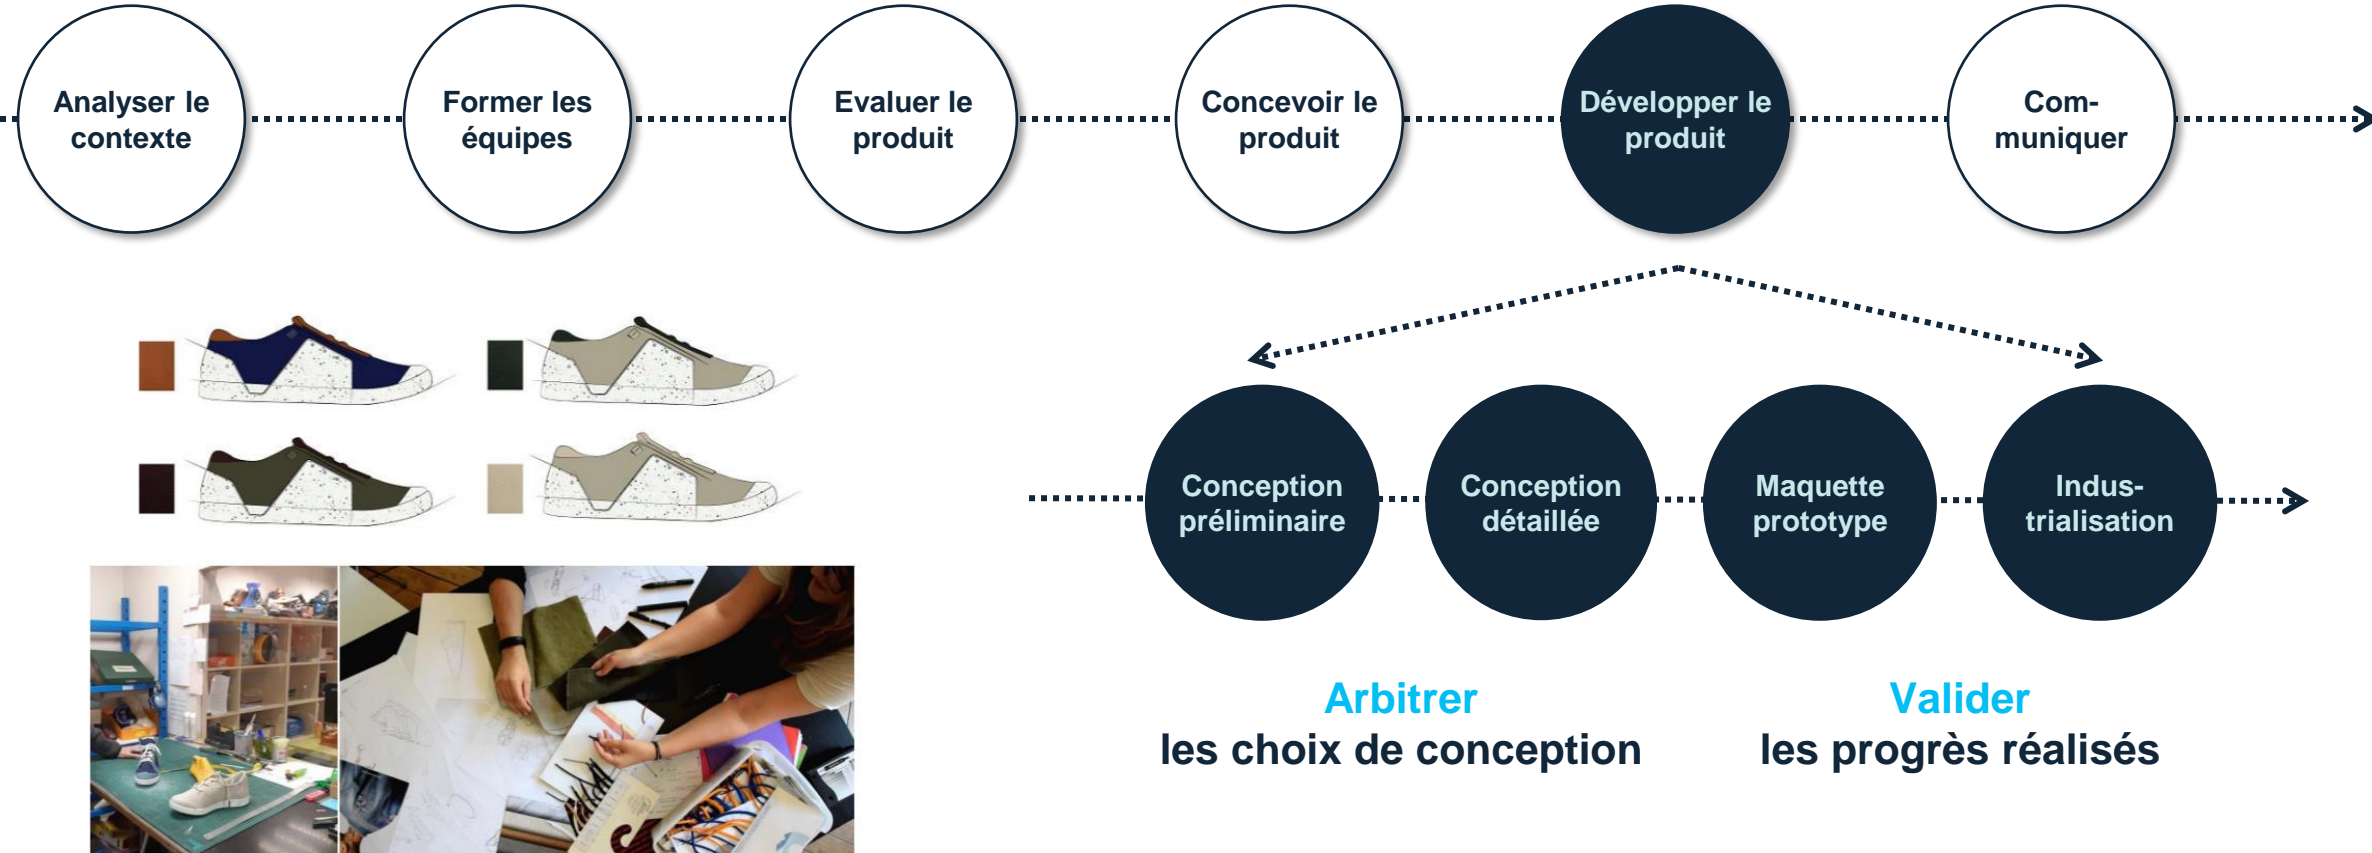 Analyser le
contexte
Former les
équipes
Evaluer le
produit
Concevoir le
produit
Développer le
produit
Com-
muniquer
Conception
préliminaire
Conception
détaillée
Maquette
prototype
Indus-
trialisation
Arbitrer
les choix de conception
Valider
les progrès réalisés